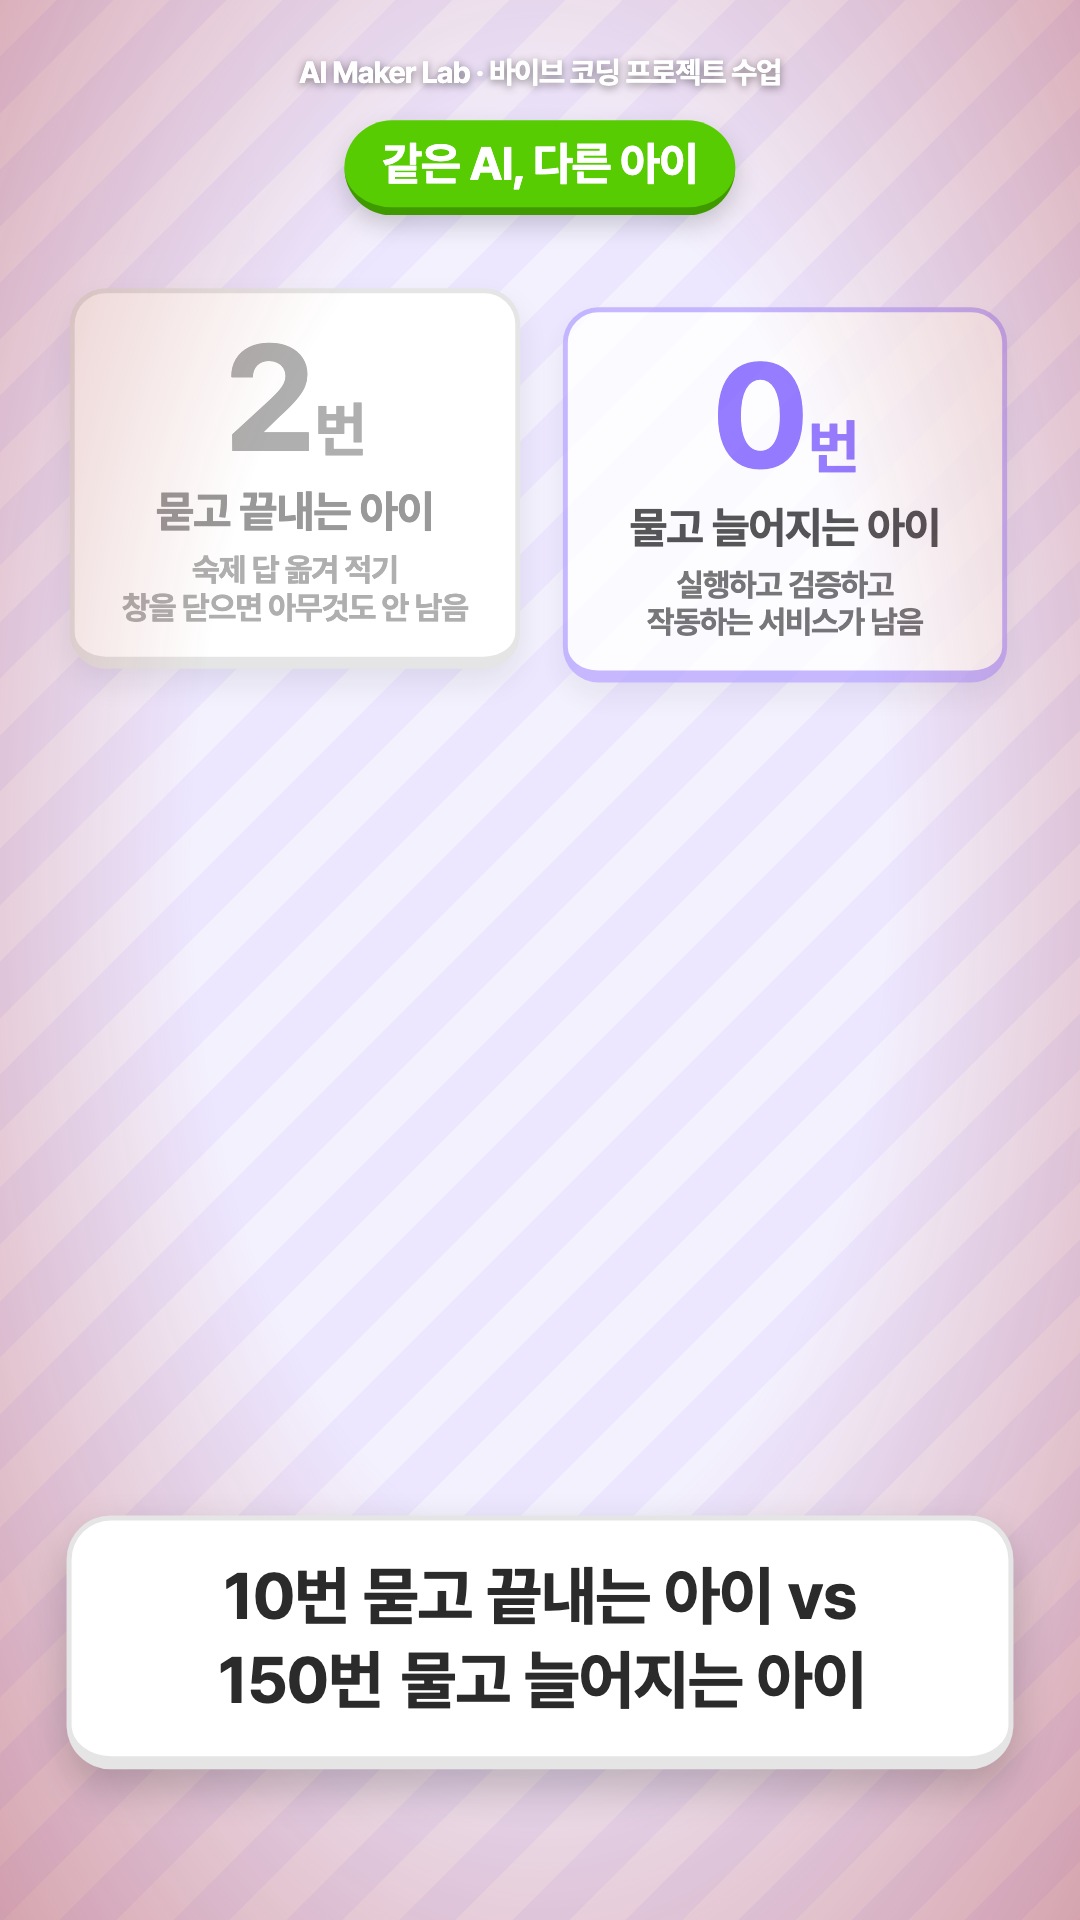 AI Maker Lab · 바이브 코딩 프로젝트 수업
같은 AI, 다른 아이
2번
묻고 끝내는 아이
숙제 답 옮겨 적기
창을 닫으면 아무것도 안 남음
0번
물고 늘어지는 아이
실행하고 검증하고
작동하는 서비스가 남음
10번 묻고 끝내는 아이 vs
150번 물고 늘어지는 아이